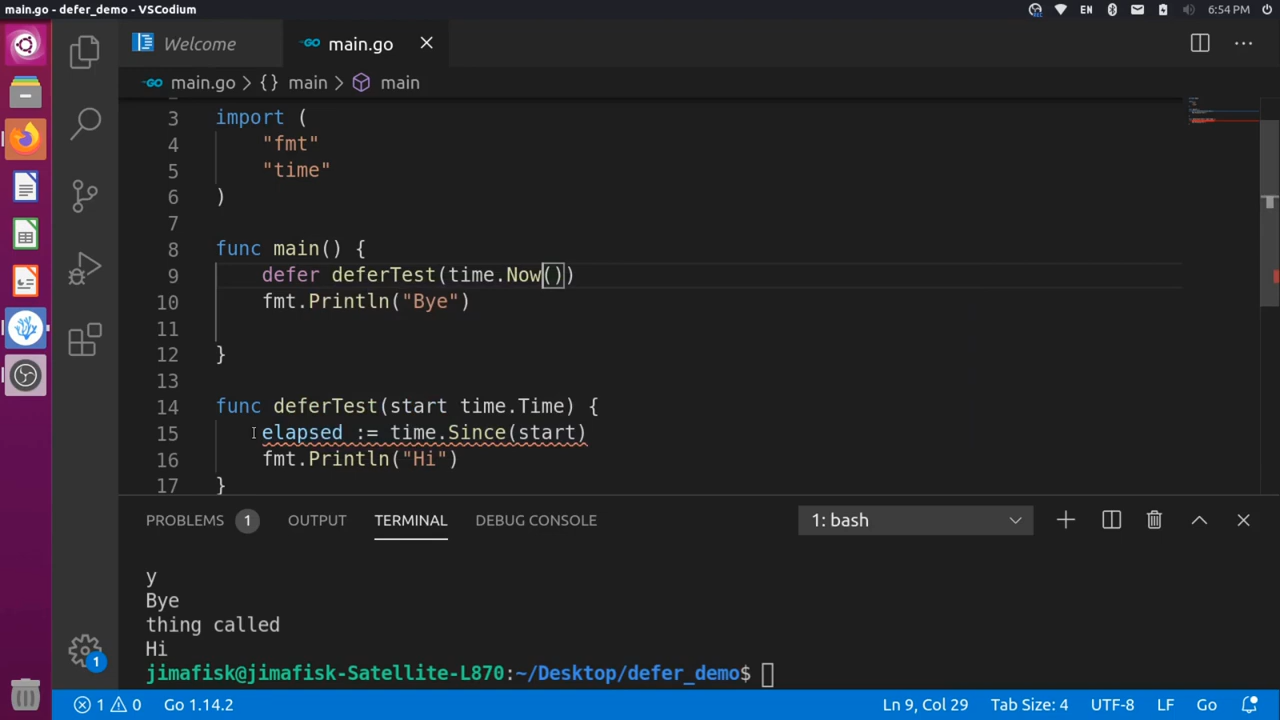 main.go - defer_demo - VSCodium
EN
6:54 PM
Welcome
main.go
main.go > {} main > main
3 import (
4 "fmt"
5 "time"
6 )
7
8 func main() {
9 defer deferTest(time.Now())
10 fmt.Println("Bye")
11
12 }
13
14 func deferTest(start time.Time) {
15 elapsed := time.Since(start)
16 fmt.Println("Hi")
17 }
PROBLEMS 1 OUTPUT TERMINAL DEBUG CONSOLE 1: bash
y
Bye
thing called
Hi
jimafisk@jimafisk-Satellite-L870:~/Desktop/defer_demo$
1
1 0 Go 1.14.2 Ln 9, Col 29 Tab Size: 4 UTF-8 LF Go